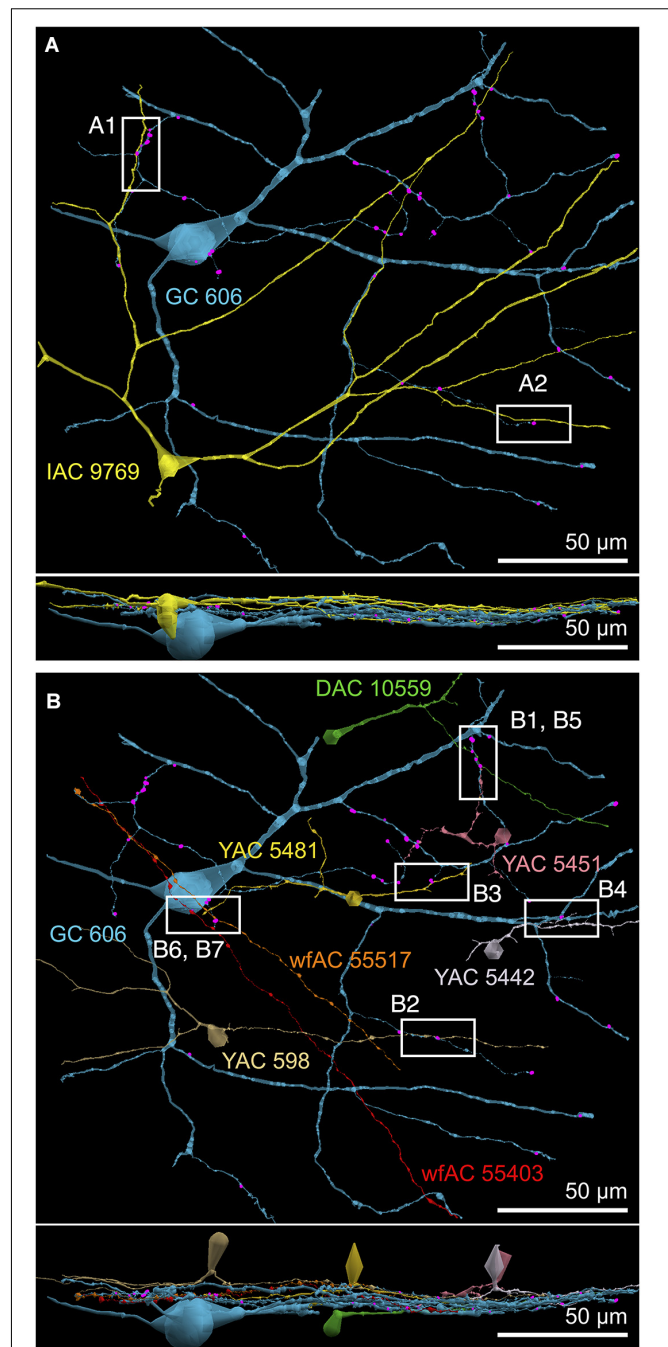 A
A1
GC 606
A2
IAC 9769
50 µm
50 µm
B
DAC 10559
B1, B5
YAC 5481
YAC 5451
B3
B4
GC 606
B6, B7
wfAC 55517
YAC 5442
B2
YAC 598
wfAC 55403
50 µm
50 µm